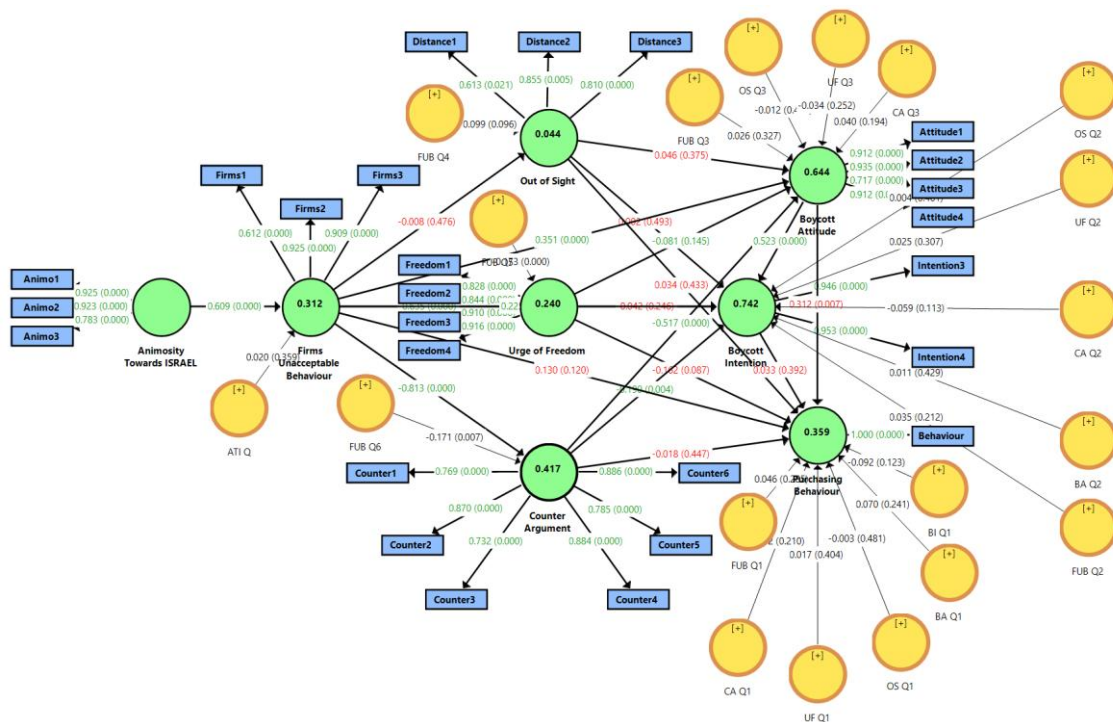 Distance1
Distance2
Distance3
[+]
[+]
[+]
[+]
[+]
OS Q3
UF Q3
CA Q3
0.613 (0.021)
0.855 (0.005)
0.810 (0.000)
[+]
[+]
FUB Q3
-0.034 (0.252)
0.040 (0.194)
0.026 (0.327)
OS Q2
0.099 (0.096)
0.044
FUB Q4
Out of Sight
0.046 (0.375)
Attitude1
Attitude2
Attitude3
Attitude4
0.912 (0.000)
0.935 (0.000)
0.717 (0.000)
0.644
Boycott
Attitude
[+]
UF Q2
Firms1
Firms2
Firms3
-0.008 (0.476)
[+]
0.612 (0.000)
0.925 (0.000)
0.909 (0.000)
0.351 (0.000)
-0.081 (0.145)
0.523 (0.000)
0.025 (0.307)
Freedom1
Freedom2
Freedom3
Freedom4
0.828 (0.000)
0.844
0.910
0.916 (0.000)
0.034 (0.433)
0.946 (0.000)
Intention3
Animo1
Animo2
Animo3
0.925 (0.000)
0.923 (0.000)
0.783 (0.000)
0.609 (0.000)
0.312
0.240
0.742
0.312 (0.007)
-0.059 (0.113)
[+]
CA Q2
-0.517 (0.000)
0.953 (0.000)
Intention4
Animosity
Towards ISRAEL
Firms
Unacceptable
Behaviour
Urge of Freedom
Boycott
Intention
0.130 (0.120)
0.033 (0.392)
0.011 (0.429)
[+]
ATI Q
[+]
FUB Q6
-0.813 (0.000)
-0.171 (0.007)
0.035 (0.212)
[+]
BA Q2
0.359
1.000 (0.000)
Behaviour
-0.018 (0.447)
Purchasing
Behaviour
-0.092 (0.123)
Counter1
0.769 (0.000)
0.417
0.886 (0.000)
Counter6
[+]
BI Q1
[+]
FUB Q2
Counter
Argument
0.870 (0.000)
0.785 (0.000)
0.070 (0.241)
[+]
FUB Q1
Counter2
0.732 (0.000)
0.884 (0.000)
Counter5
0.017 (0.404)
-0.003 (0.481)
[+]
BA Q1
Counter3
Counter4
[+]
CA Q1
[+]
UF Q1
[+]
OS Q1